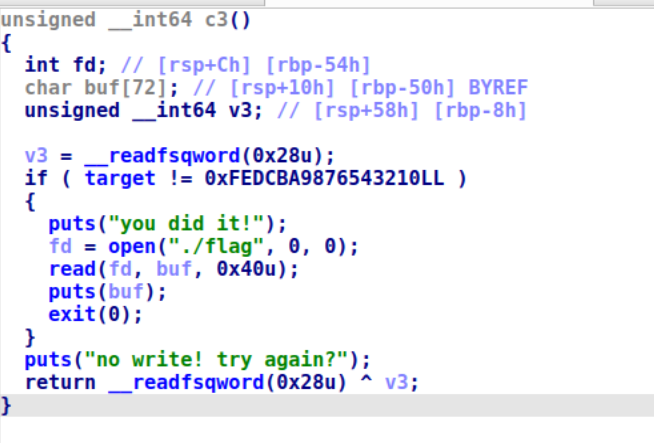 unsigned __int64 c3()
{
  int fd; // [rsp+Ch] [rbp-54h]
  char buf[72]; // [rsp+10h] [rbp-50h] BYREF
  unsigned __int64 v3; // [rsp+58h] [rbp-8h]

  v3 = __readfsqword(0x28u);
  if ( target != 0xFEDCBA9876543210LL )
  {
    puts("you did it!");
    fd = open("./flag", 0, 0);
    read(fd, buf, 0x40u);
    puts(buf);
    exit(0);
  }
  puts("no write! try again?");
  return __readfsqword(0x28u) ^ v3;
}